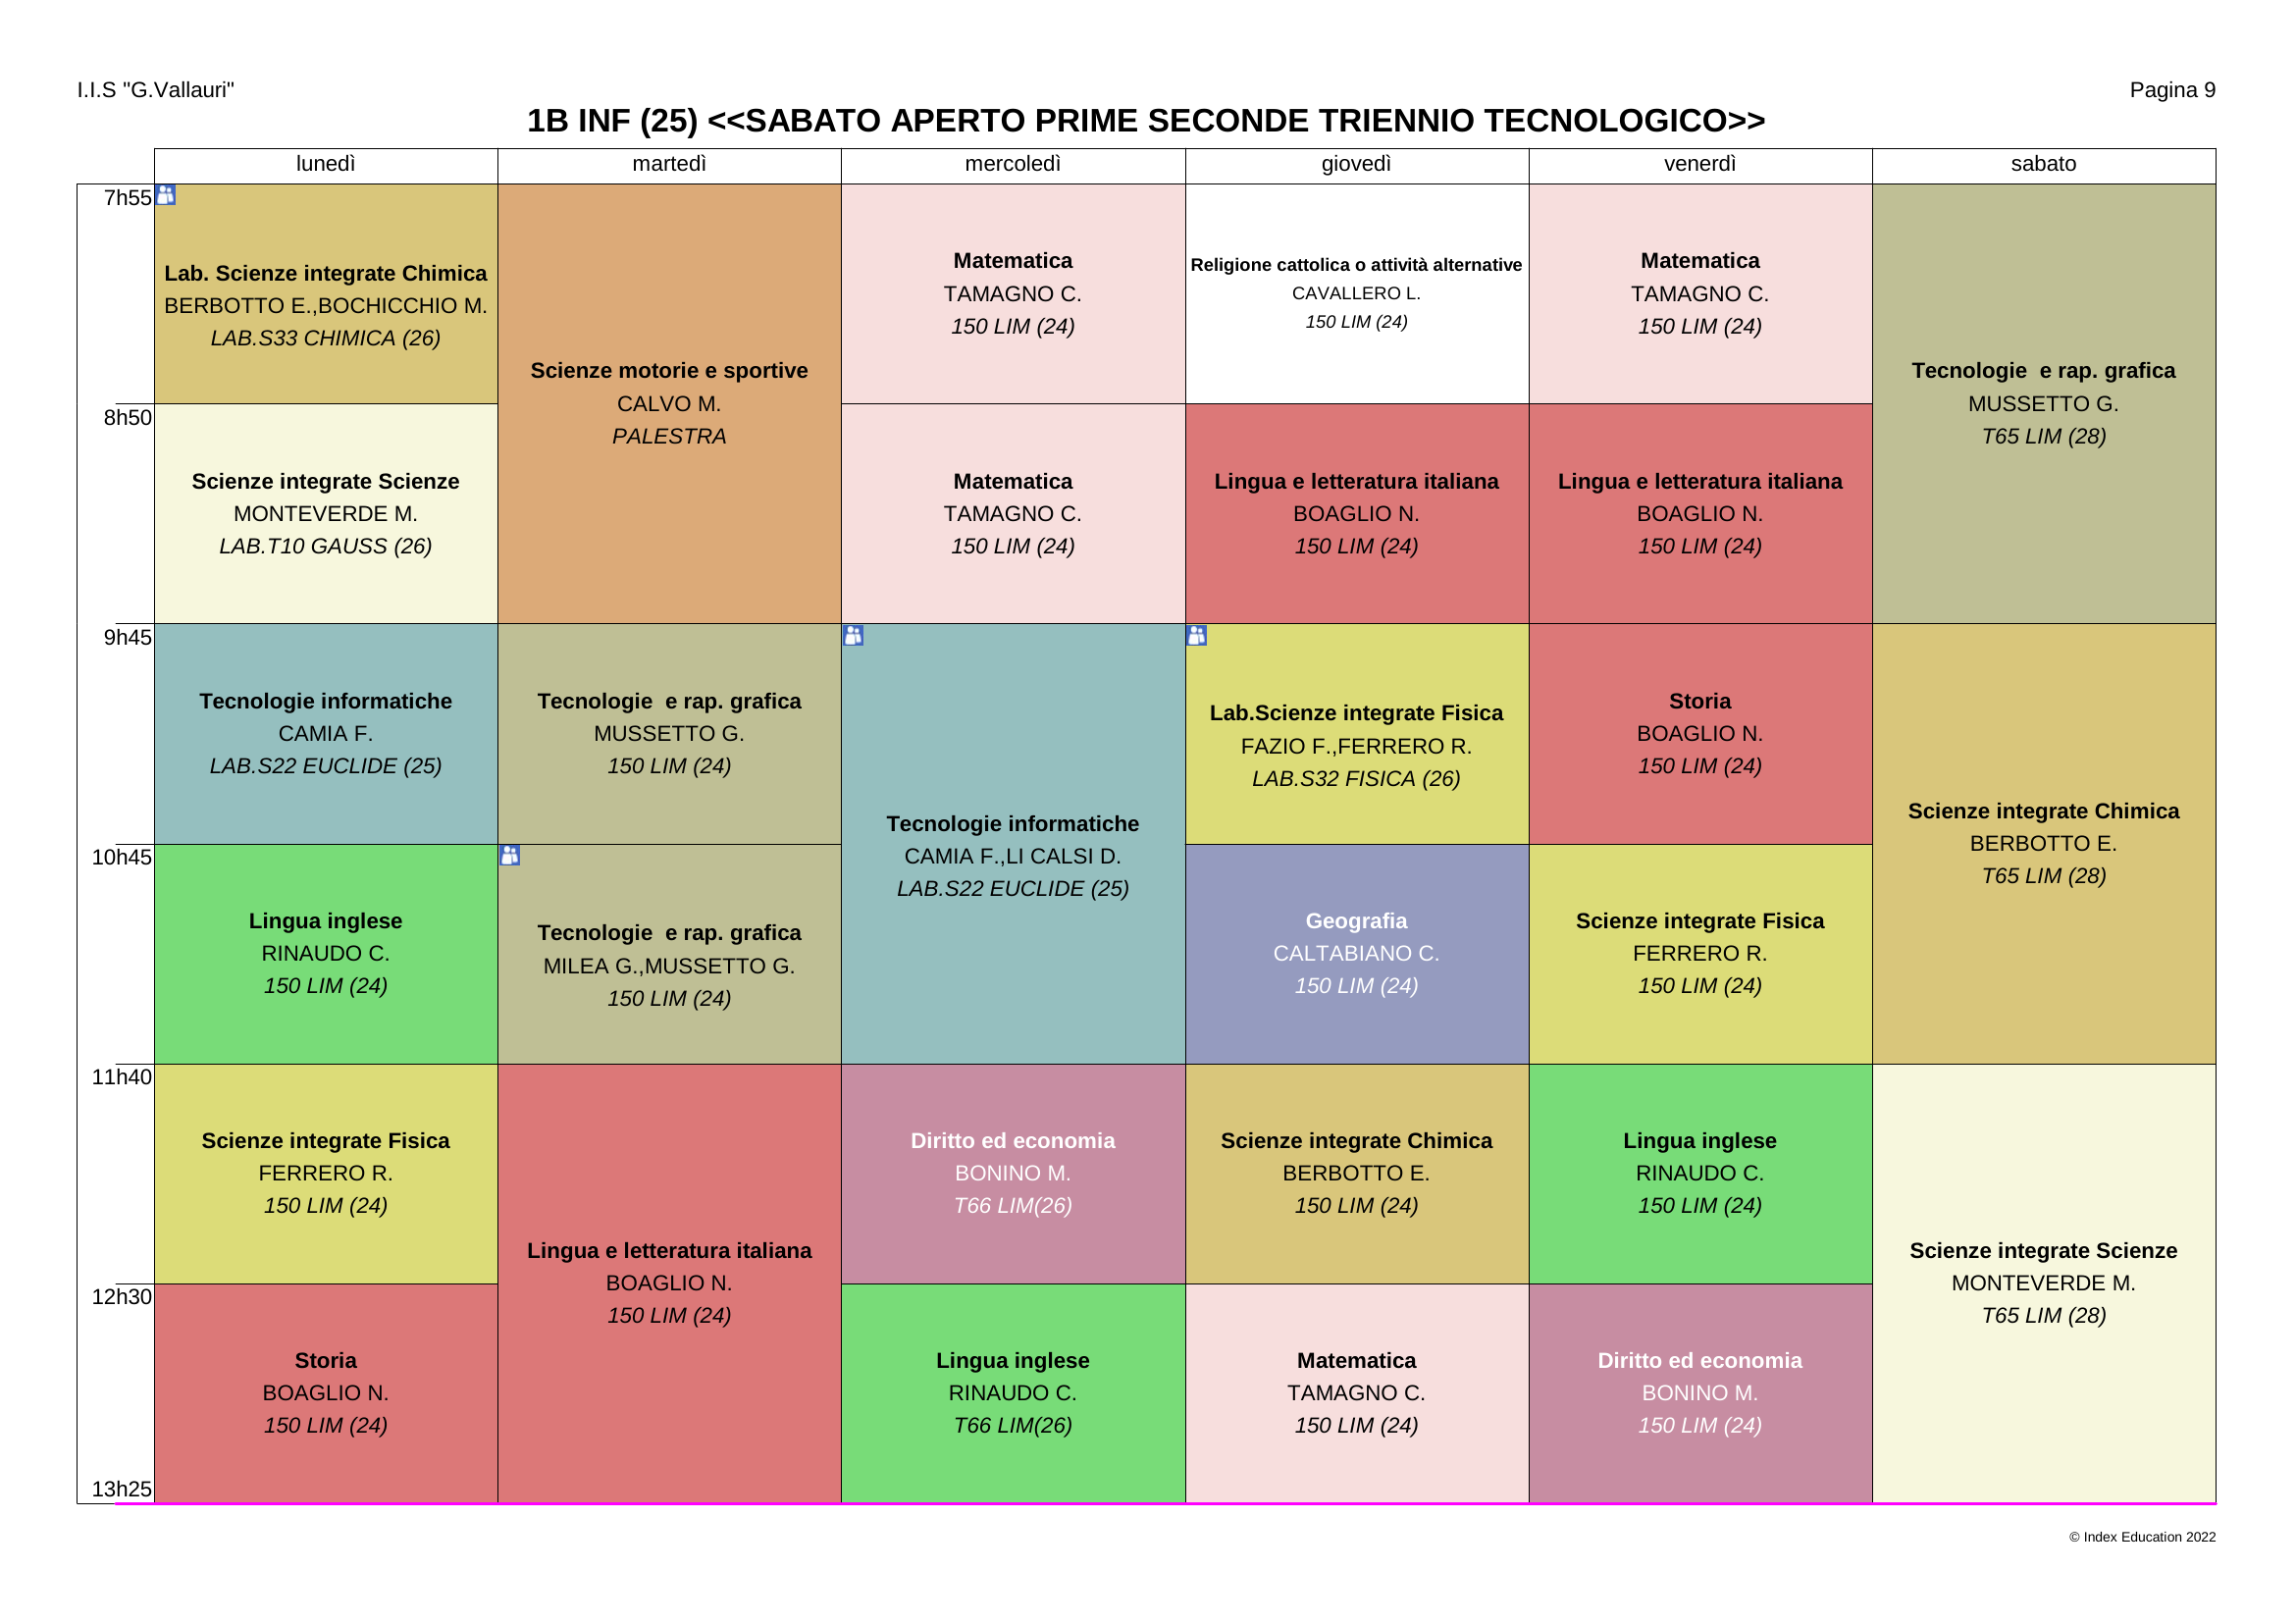 I.I.S "G.Vallauri"
Pagina 9
1B INF (25) <<SABATO APERTO PRIME SECONDE TRIENNIO TECNOLOGICO>>
lunedì
martedì
mercoledì
giovedì
venerdì
sabato
7h55
Lab. Scienze integrate Chimica
BERBOTTO E.,BOCHICCHIO M.
LAB.S33 CHIMICA (26)
Scienze motorie e sportive
CALVO M.
PALESTRA
Matematica
TAMAGNO C.
150 LIM (24)
Religione cattolica o attività alternative
CAVALLERO L.
150 LIM (24)
Matematica
TAMAGNO C.
150 LIM (24)
Tecnologie  e rap. grafica
MUSSETTO G.
T65 LIM (28)
8h50
Scienze integrate Scienze
MONTEVERDE M.
LAB.T10 GAUSS (26)
Matematica
TAMAGNO C.
150 LIM (24)
Lingua e letteratura italiana
BOAGLIO N.
150 LIM (24)
Lingua e letteratura italiana
BOAGLIO N.
150 LIM (24)
9h45
Tecnologie informatiche
CAMIA F.
LAB.S22 EUCLIDE (25)
Tecnologie  e rap. grafica
MUSSETTO G.
150 LIM (24)
Tecnologie informatiche
CAMIA F.,LI CALSI D.
LAB.S22 EUCLIDE (25)
Lab.Scienze integrate Fisica
FAZIO F.,FERRERO R.
LAB.S32 FISICA (26)
Storia
BOAGLIO N.
150 LIM (24)
Scienze integrate Chimica
BERBOTTO E.
T65 LIM (28)
10h45
Lingua inglese
RINAUDO C.
150 LIM (24)
Tecnologie  e rap. grafica
MILEA G.,MUSSETTO G.
150 LIM (24)
Geografia
CALTABIANO C.
150 LIM (24)
Scienze integrate Fisica
FERRERO R.
150 LIM (24)
11h40
Scienze integrate Fisica
FERRERO R.
150 LIM (24)
Lingua e letteratura italiana
BOAGLIO N.
150 LIM (24)
Diritto ed economia
BONINO M.
T66 LIM(26)
Scienze integrate Chimica
BERBOTTO E.
150 LIM (24)
Lingua inglese
RINAUDO C.
150 LIM (24)
Scienze integrate Scienze
MONTEVERDE M.
T65 LIM (28)
12h30
Storia
BOAGLIO N.
150 LIM (24)
Lingua inglese
RINAUDO C.
T66 LIM(26)
Matematica
TAMAGNO C.
150 LIM (24)
Diritto ed economia
BONINO M.
150 LIM (24)
13h25
© Index Education 2022